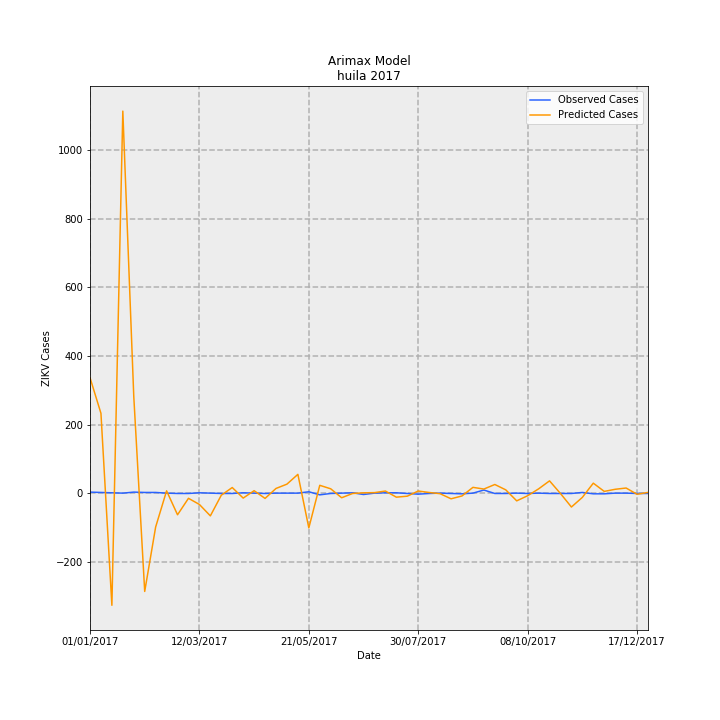 Arimax Model
huila 2017
Observed Cases
Predicted Cases
1000
800
600
400
200
0
−200
ZIKV Cases
01/01/2017 12/03/2017 21/05/2017 30/07/2017 08/10/2017 17/12/2017
Date